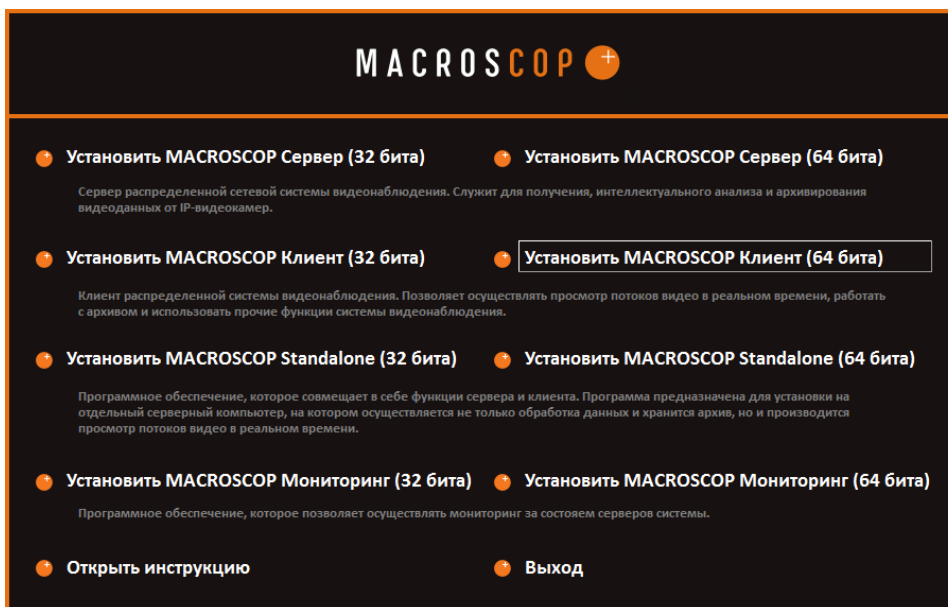 MACROSCOP
Установить MACROSCOP Сервер (32 бита)
Установить MACROSCOP Сервер (64 бита)
Сервер распределенной сетевой системы видеонаблюдения. Служит для получения, интеллектуального анализа и архивирования
видеоданных от IP-видеокамер.
Установить MACROSCOP Клиент (32 бита)
Установить MACROSCOP Клиент (64 бита)
Клиент распределенной системы видеонаблюдения. Позволяет осуществлять просмотр потоков видео в реальном времени, работать
с архивом и использовать прочие функции системы видеонаблюдения.
Установить MACROSCOP Standalone (32 бита)
Установить MACROSCOP Standalone (64 бита)
Программное обеспечение, которое совмещает в себе функции сервера и клиента. Программа предназначена для установки на
отдельный серверный компьютер, на котором осуществляется не только обработка данных и хранится архив, но и производится
просмотр потоков видео в реальном времени.
Установить MACROSCOP Мониторинг (32 бита)
Установить MACROSCOP Мониторинг (64 бита)
Программное обеспечение, которое позволяет осуществлять мониторинг за состояем серверов системы.
Открыть инструкцию
Выход